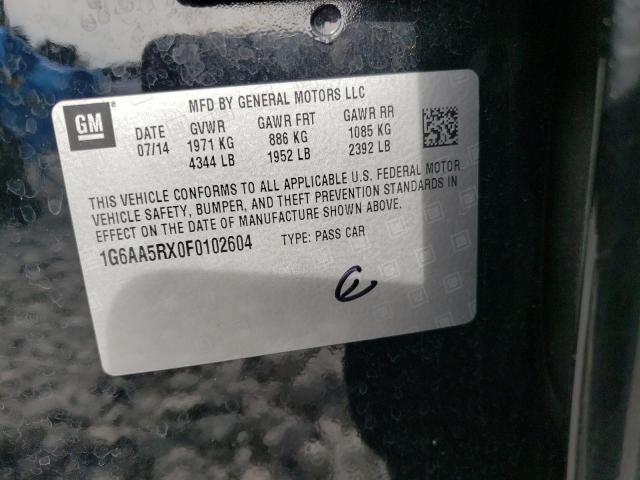 GM
MFD BY GENERAL MOTORS LLC
DATE GVWR GAWR FRT GAWR RR
07/14 1971 KG 886 KG 1085 KG
4344 LB 1952 LB 2392 LB
THIS VEHICLE CONFORMS TO ALL APPLICABLE U.S. FEDERAL MOTOR
VEHICLE SAFETY, BUMPER, AND THEFT PREVENTION STANDARDS IN
EFFECT ON THE DATE OF MANUFACTURE SHOWN ABOVE.
1G6AA5RX0F0102604 TYPE: PASS CAR